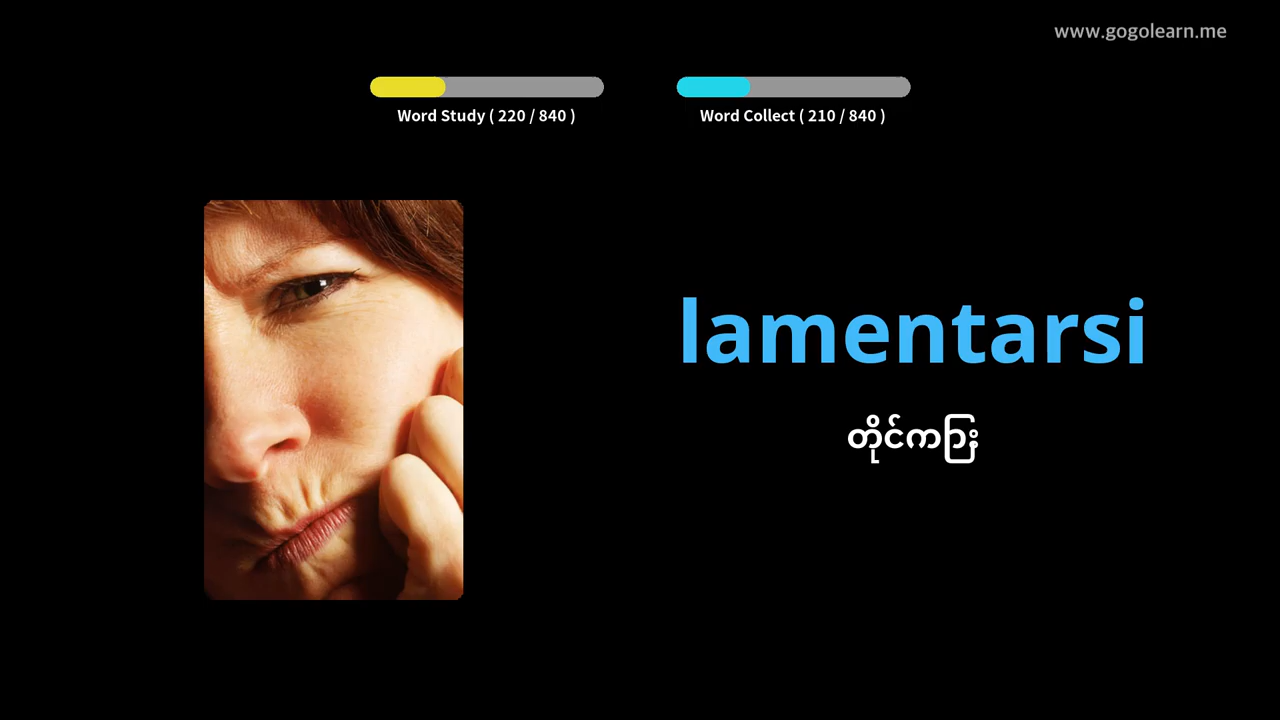 www.gogolearn.me
Word Study ( 220 / 840 )
Word Collect ( 210 / 840 )
lamentarsi
တိုင်ကြား